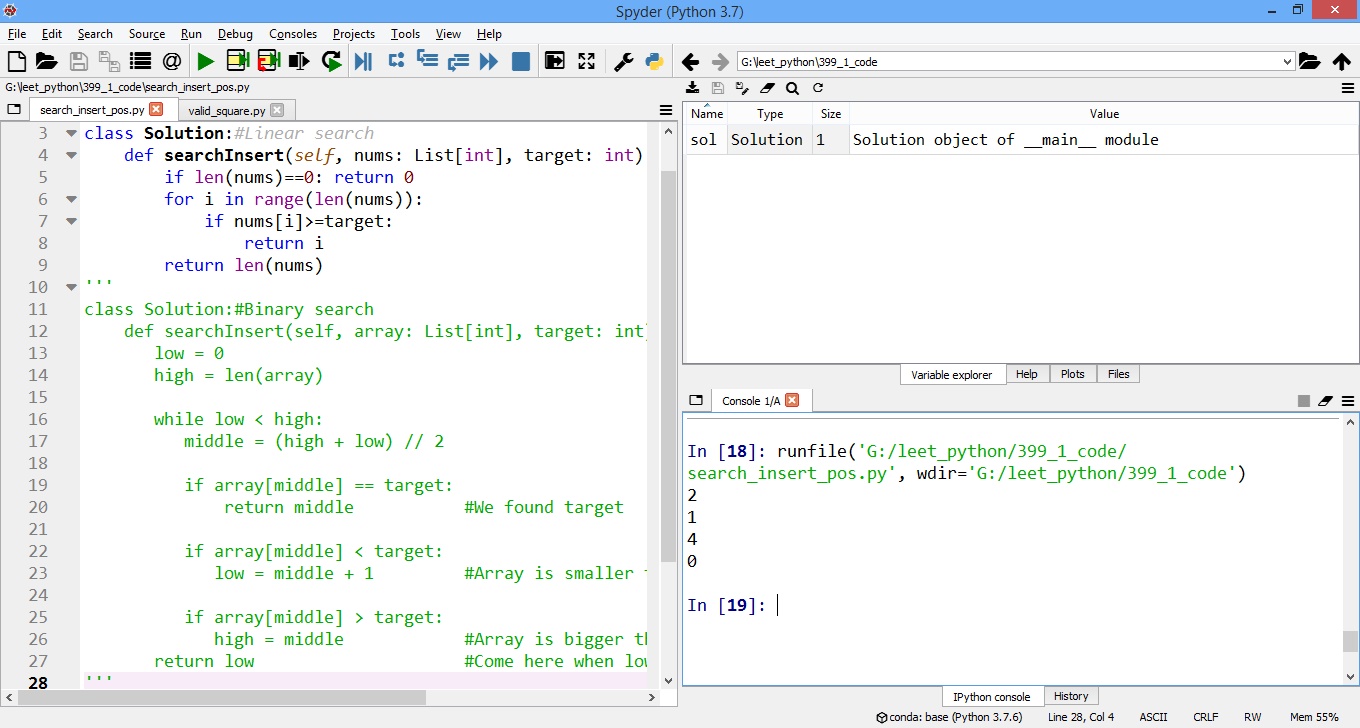 Spyder (Python 3.7)
File Edit Search Source Run Debug Consoles Projects Tools View Help
G:\leet_python\399_1_code
G:\leet_python\399_1_code\search_insert_pos.py
search_insert_pos.py valid_square.py
3 class Solution:#Linear search
4 def searchInsert(self, nums: List[int], target: int)
5 if len(nums)==0: return 0
6 for i in range(len(nums)):
7 if nums[i]>=target:
8 return i
9 return len(nums)
10 '''
11 class Solution:#Binary search
12 def searchInsert(self, array: List[int], target: int
13 low = 0
14 high = len(array)
15
16 while low < high:
17 middle = (high + low) // 2
18
19 if array[middle] == target:
20 return middle #We found target
21
22 if array[middle] < target:
23 low = middle + 1 #Array is smaller
24
25 if array[middle] > target:
26 high = middle #Array is bigger
27 return low #Come here when
28 '''
Name Type Size Value
sol Solution 1 Solution object of __main__ module
Variable explorer Help Plots Files
Console 1/A
In [18]: runfile('G:/leet_python/399_1_code/
search_insert_pos.py', wdir='G:/leet_python/399_1_code')
2
1
4
0
In [19]:
IPython console History
conda: base (Python 3.7.6) Line 28, Col 4 ASCII CRLF RW Mem 55%